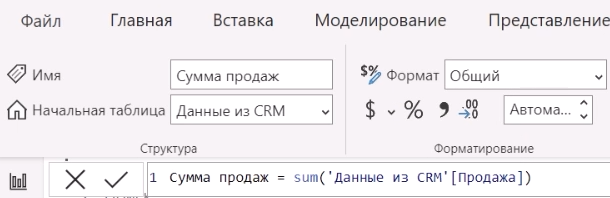 Файл Главная Вставка Моделирование Представление
Имя Сумма продаж $% Формат Общий
Начальная таблица Данные из CRM $ % , .00 →.0 Автома...
Структура Форматирование
1 Сумма продаж = sum('Данные из CRM'[Продажа])